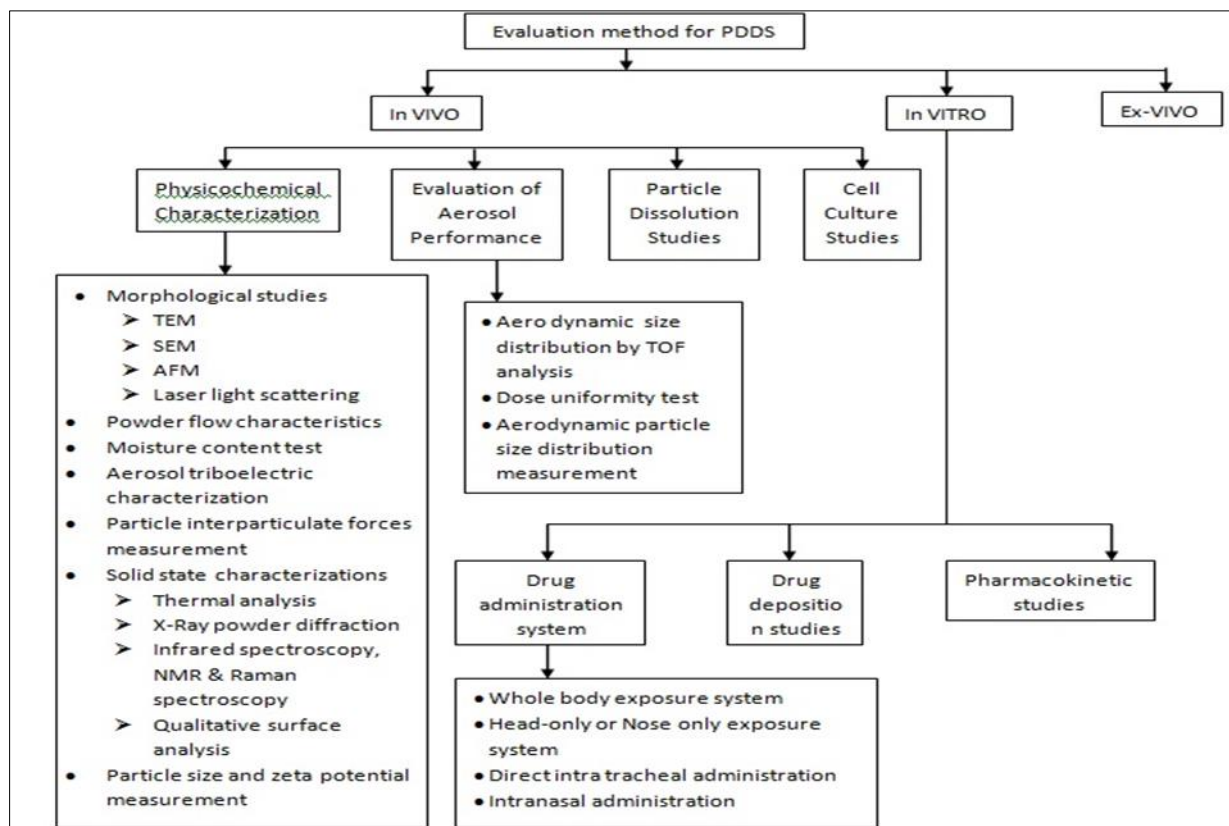 Evaluation method for PDDS
In VIVO
In VITRO
Ex-VIVO
Physicochemical
Characterization
Evaluation of
Aerosol
Performance
Particle
Dissolution
Studies
Cell
Culture
Studies
• Morphological studies
➢ TEM
➢ SEM
➢ AFM
➢ Laser light scattering
• Powder flow characteristics
• Moisture content test
• Aerosol triboelectric
characterization
• Particle interparticulate forces
measurement
• Solid state characterizations
➢ Thermal analysis
➢ X-Ray powder diffraction
➢ Infrared spectroscopy,
NMR & Raman
spectroscopy
➢ Qualitative surface
analysis
• Particle size and zeta potential
measurement
• Aero dynamic size
distribution by TOF
analysis
• Dose uniformity test
• Aerodynamic particle
size distribution
measurement
Drug
administration
system
Drug
depositio
n studies
Pharmacokinetic
studies
• Whole body exposure system
• Head-only or Nose only exposure
system
• Direct intra tracheal administration
• Intranasal administration